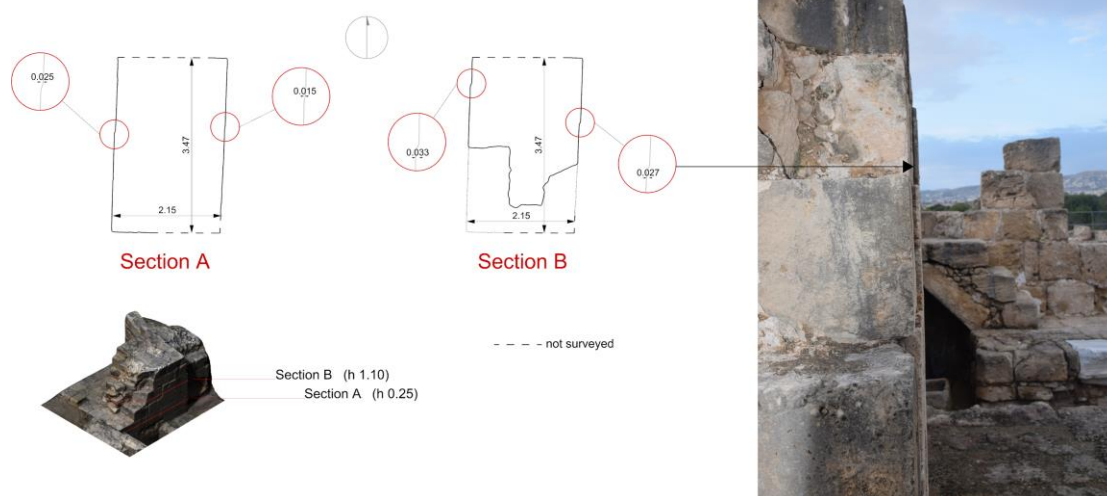 0.025
0.015
3.47
2.15
Section A
0.033
3.47
0.027
2.15
Section B
not surveyed
Section B (h 1.10)
Section A (h 0.25)